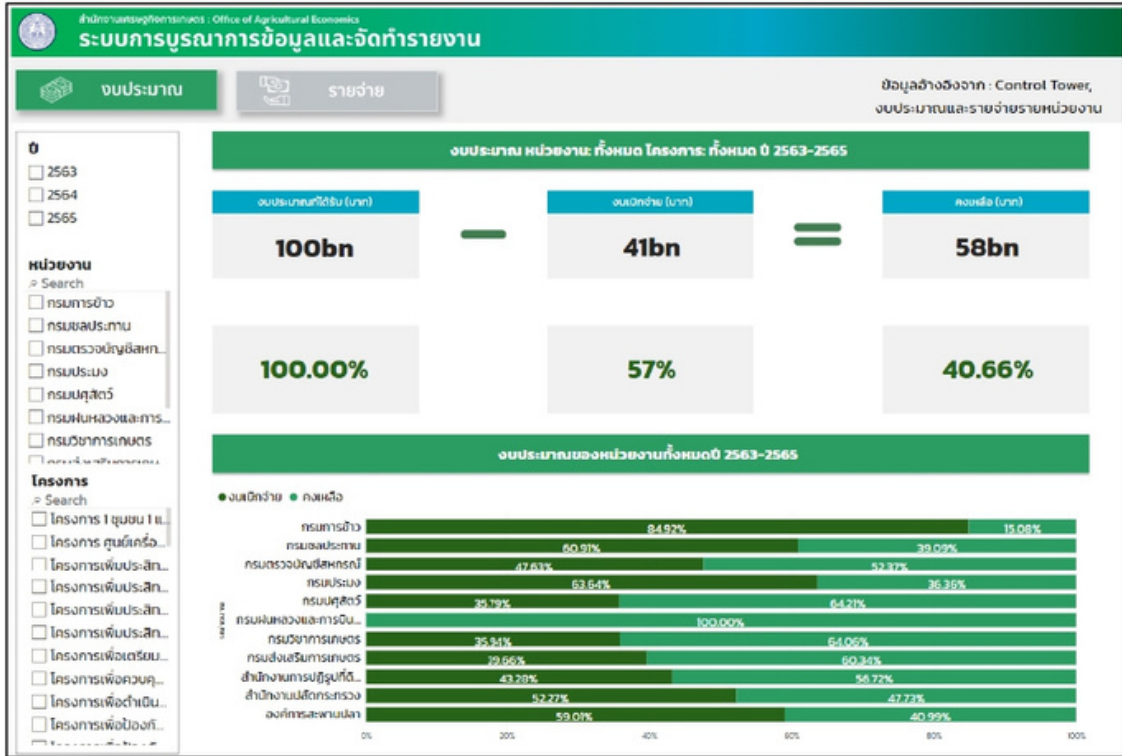 สำนักงานเศรษฐกิจการเกษตร : Office of Agricultural Economics
ระบบการบูรณาการข้อมูลและจัดทำรายงาน
งบประมาณ
รายจ่าย
ข้อมูลอ้างอิงจาก : Control Tower,
งบประมาณและรายจ่ายรายหน่วยงาน
ปี
2563
2564
2565
หน่วยงาน
Search
กรมการข้าว
กรมชลประทาน
กรมตรวจบัญชีสหก...
กรมประมง
กรมปศุสัตว์
กรมฝนหลวงและการ...
กรมวิชาการเกษตร
โครงการ
Search
โครงการ 1 ชุมชน 1 แ...
โครงการ ศูนย์เครื่อ...
โครงการเพิ่มประสิท...
โครงการเพิ่มประสิท...
โครงการเพิ่มประสิท...
โครงการเพิ่มประสิท...
โครงการเพื่อเตรียม...
โครงการเพื่อควบคุ...
โครงการเพื่อดำเนิน...
โครงการเพื่อป้องกั...
งบประมาณ หน่วยงาน: ทั้งหมด โครงการ: ทั้งหมด ปี 2563-2565
งบประมาณที่ได้รับ (บาท)
100bn
งบเบิกจ่าย (บาท)
41bn
คงเหลือ (บาท)
58bn
100.00%
57%
40.66%
งบประมาณของหน่วยงานทั้งหมดปี 2563-2565
งบเบิกจ่าย คงเหลือ
กรมการข้าว 84.92% 15.08%
กรมชลประทาน 60.91% 39.09%
กรมตรวจบัญชีสหกรณ์ 47.63% 52.37%
กรมประมง 63.64% 36.36%
กรมปศุสัตว์ 35.79% 64.21%
กรมฝนหลวงและการบิน... 100.00%
กรมวิชาการเกษตร 35.94% 64.06%
กรมส่งเสริมการเกษตร 39.66% 60.34%
สำนักงานการปฏิรูปที่ดิ... 43.28% 56.72%
สำนักงานปลัดกระทรวง 52.27% 47.73%
องค์การสะพานปลา 59.01% 40.99%
0% 20% 40% 60% 80% 100%